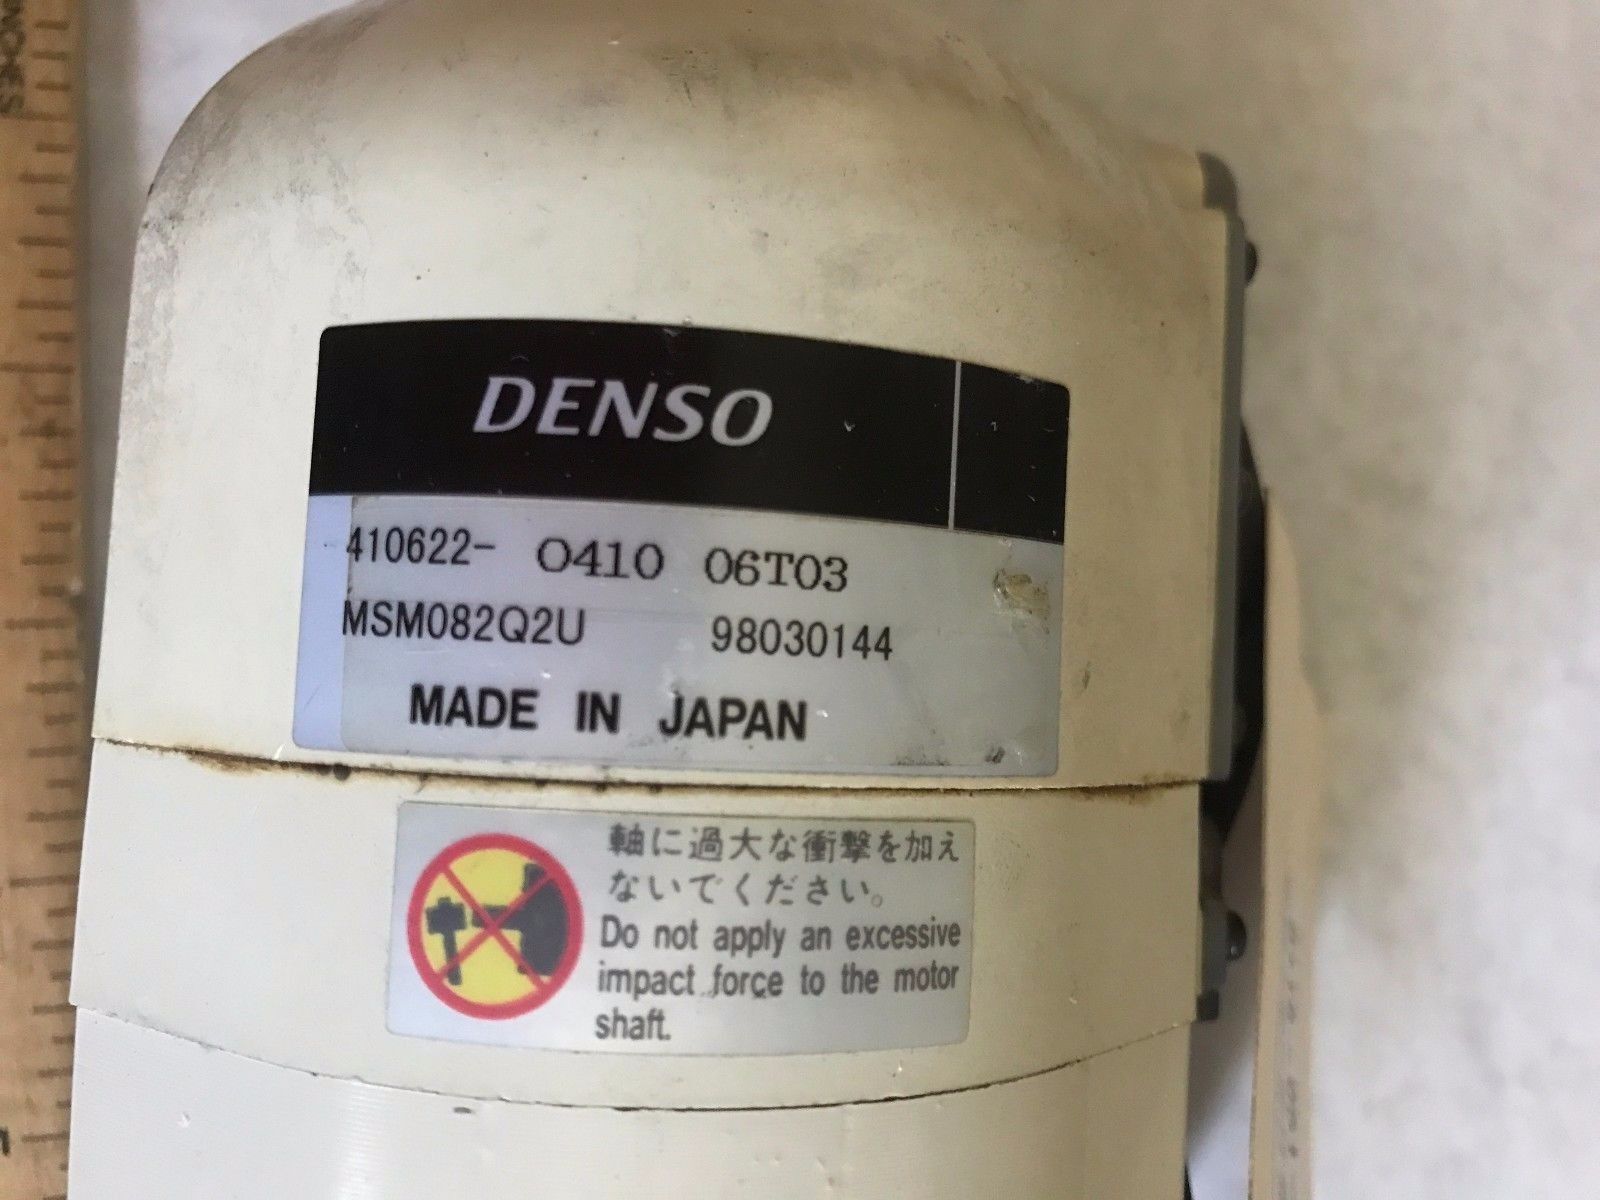 INCHES
DENSO
410622- 0410 06T03
MSM082Q2U 98030144
MADE IN JAPAN
軸に過大な衝撃を加え
ないでください。
Do not apply an excessive
impact force to the motor
shaft.